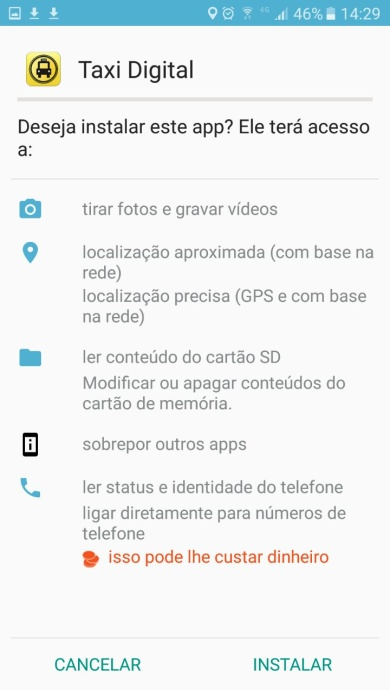 4G 46% 14:29
Taxi Digital
Deseja instalar este app? Ele terá acesso
a:
tirar fotos e gravar vídeos
localização aproximada (com base na
rede)
localização precisa (GPS e com base
na rede)
ler conteúdo do cartão SD
Modificar ou apagar conteúdos do
cartão de memória.
sobrepor outros apps
ler status e identidade do telefone
ligar diretamente para números de
telefone
isso pode lhe custar dinheiro
CANCELAR INSTALAR